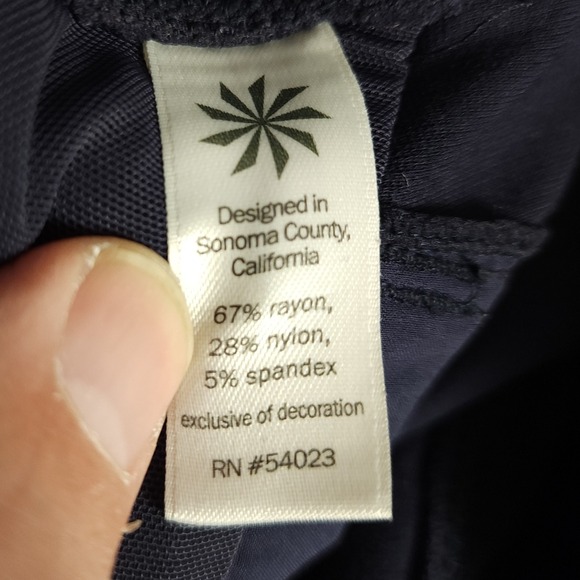 Designed in
Sonoma County,
California
67% rayon,
28% nylon,
5% spandex
exclusive of decoration
RN #54023